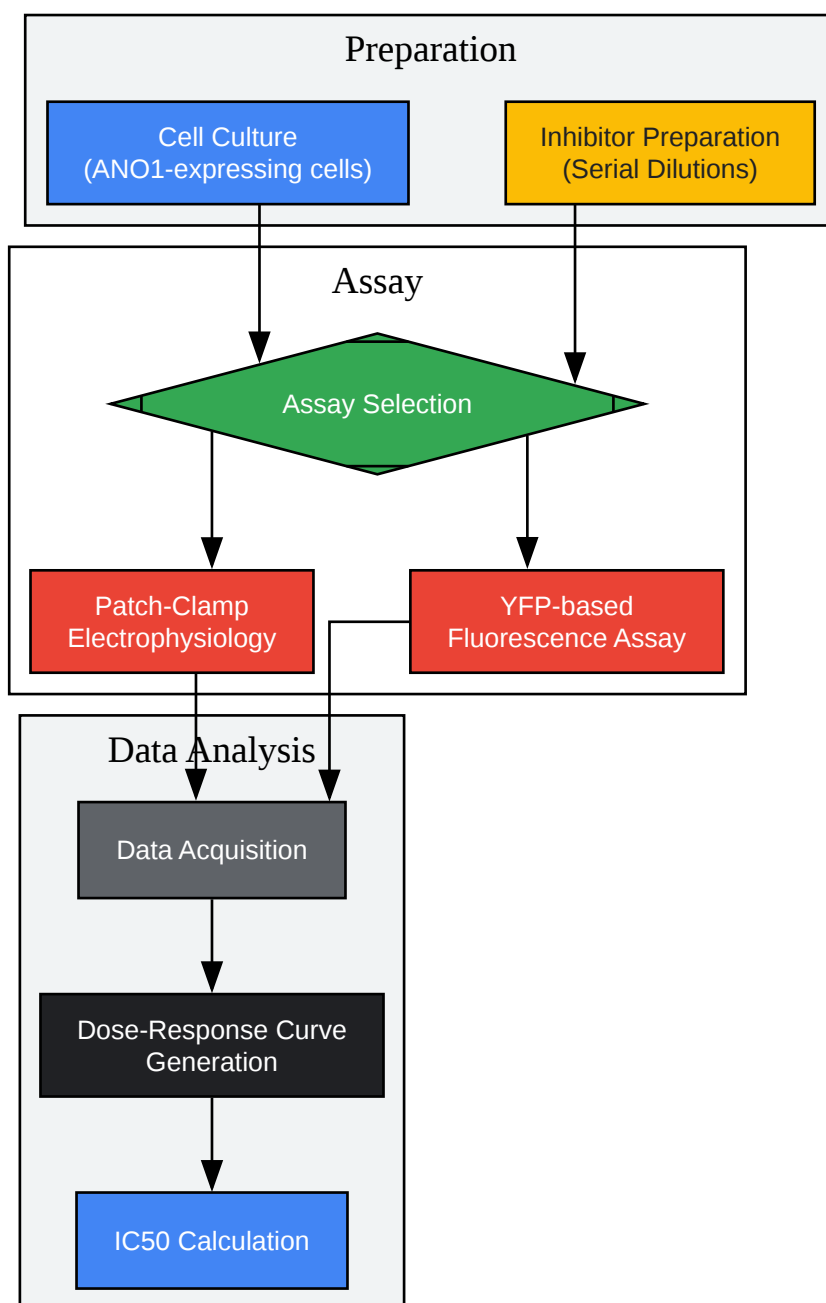 Preparation
Cell Culture
(ANO1-expressing cells)
Inhibitor Preparation
(Serial Dilutions)
Assay
Assay Selection
Patch-Clamp
Electrophysiology
YFP-based
Fluorescence Assay
Data Analysis
Data Acquisition
Dose-Response Curve
Generation
IC50 Calculation